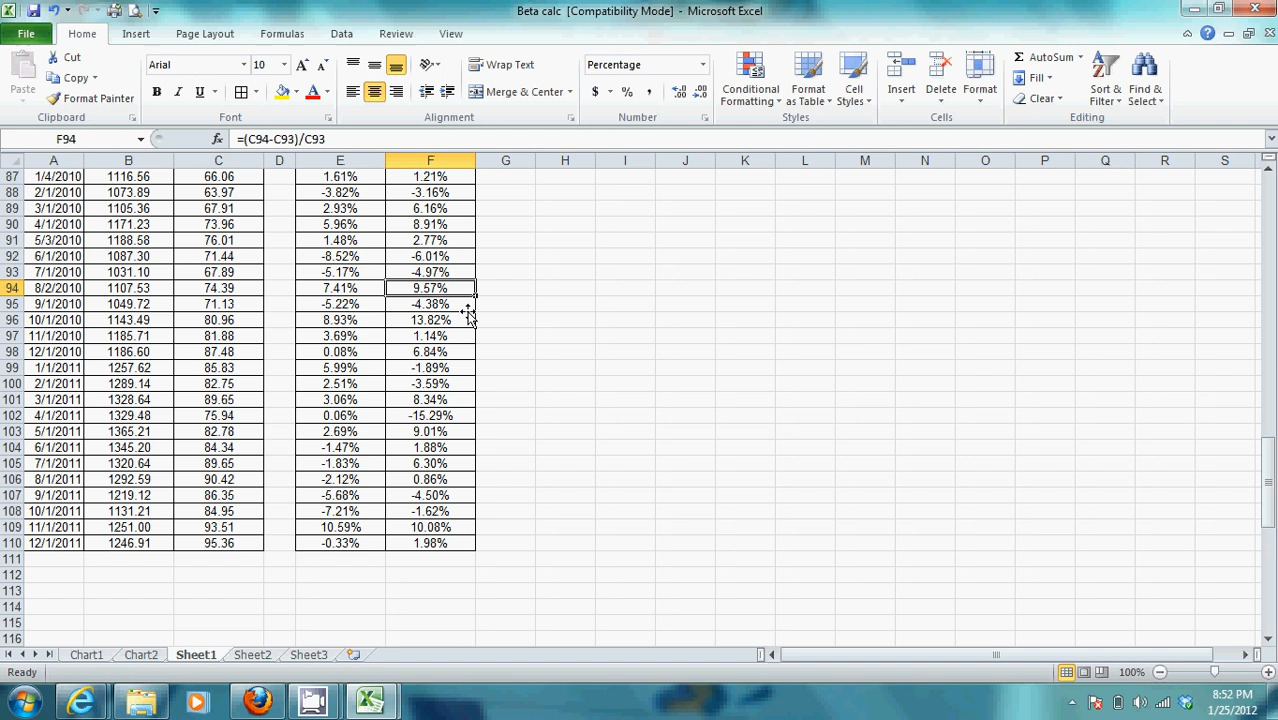 Beta calc [Compatibility Mode] - Microsoft Excel
File Home Insert Page Layout Formulas Data Review View
Paste Cut Copy Format Painter Arial 10 Wrap Text Percentage Conditional Formatting Format as Table Cell Styles Insert Delete Format AutoSum Fill Clear Sort & Filter Find & Select
B I U A Merge & Center $ % ,
Clipboard Font Alignment Number Styles Cells Editing
F94 fx =(C94-C93)/C93
A B C D E F G H I J K L M N O P Q R S
87 1/4/2010 1116.56 66.06 1.61% 1.21%
88 2/1/2010 1073.89 63.97 -3.82% -3.16%
89 3/1/2010 1105.36 67.91 2.93% 6.16%
90 4/1/2010 1171.23 73.96 5.96% 8.91%
91 5/3/2010 1188.58 76.01 1.48% 2.77%
92 6/1/2010 1087.30 71.44 -8.52% -6.01%
93 7/1/2010 1031.10 67.89 -5.17% -4.97%
94 8/2/2010 1107.53 74.39 7.41% 9.57%
95 9/1/2010 1049.72 71.13 -5.22% -4.38%
96 10/1/2010 1143.49 80.96 8.93% 13.82%
97 11/1/2010 1185.71 81.88 3.69% 1.14%
98 12/1/2010 1186.60 87.48 0.08% 6.84%
99 1/1/2011 1257.62 85.83 5.99% -1.89%
100 2/1/2011 1289.14 82.75 2.51% -3.59%
101 3/1/2011 1328.64 89.65 3.06% 8.34%
102 4/1/2011 1329.48 75.94 0.06% -15.29%
103 5/1/2011 1365.21 82.78 2.69% 9.01%
104 6/1/2011 1345.20 84.34 -1.47% 1.88%
105 7/1/2011 1320.64 89.65 -1.83% 6.30%
106 8/1/2011 1292.59 90.42 -2.12% 0.86%
107 9/1/2011 1219.12 86.35 -5.68% -4.50%
108 10/1/2011 1131.21 84.95 -7.21% -1.62%
109 11/1/2011 1251.00 93.51 10.59% 10.08%
110 12/1/2011 1246.91 95.36 -0.33% 1.98%
111
112
113
114
115
116
Chart1 Chart2 Sheet1 Sheet2 Sheet3
Ready 100%
8:52 PM
1/25/2012